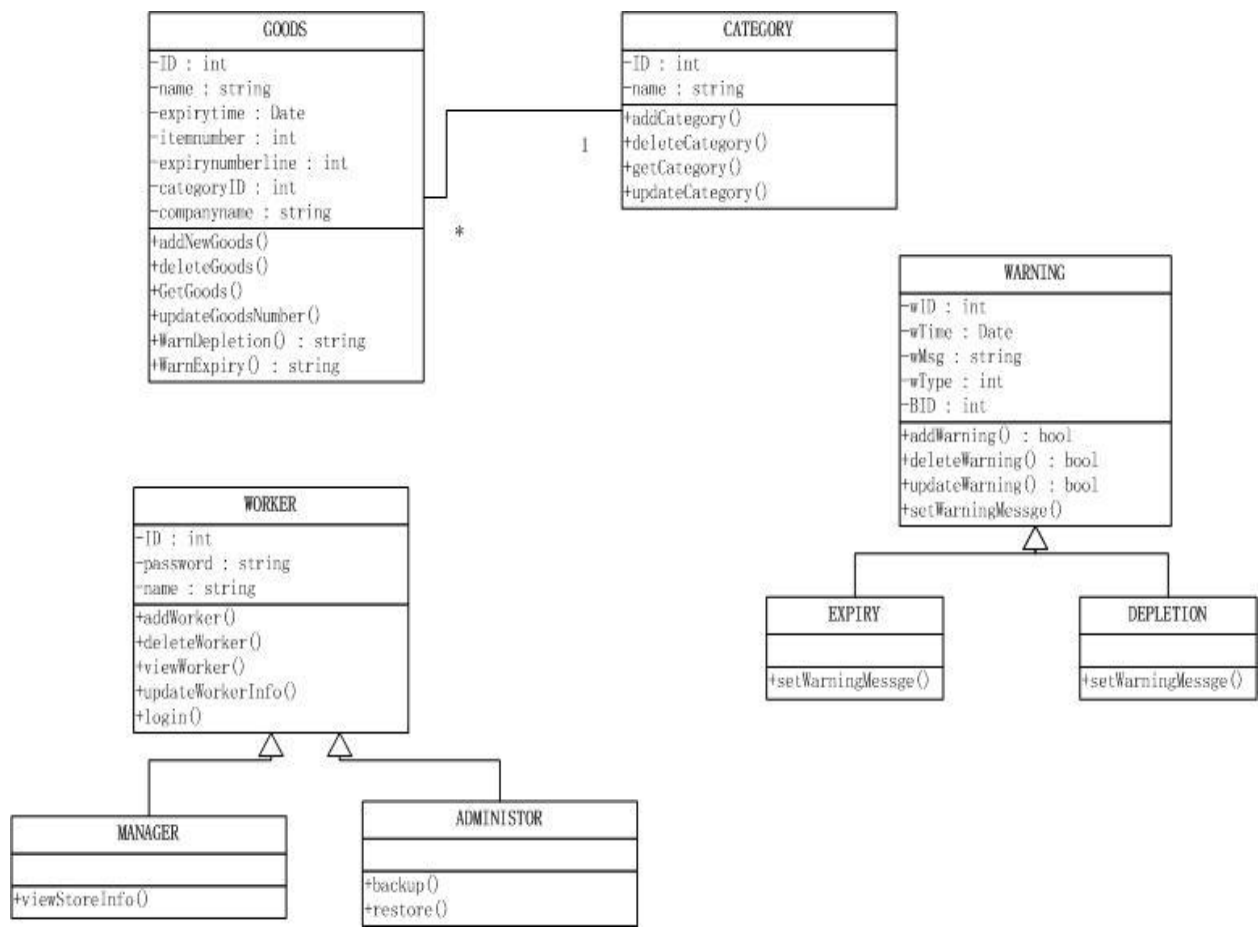 GOODS
-ID : int
-name : string
-expirytime : Date
-itemnumber : int
-expirynumberline : int
-categoryID : int
-companyname : string
+addNewGoods()
+deleteGoods()
+GetGoods()
+updateGoodsNumber()
+WarnDepletion() : string
+WarnExpiry() : string
CATEGORY
-ID : int
-name : string
+addCategory()
+deleteCategory()
+getCategory()
+updateCategory()
1
*
WARNING
-wID : int
-wTime : Date
-wMsg : string
-wType : int
-BID : int
+addWarning() : bool
+deleteWarning() : bool
+updateWarning() : bool
+setWarningMessge()
WORKER
-ID : int
-password : string
-name : string
+addWorker()
+deleteWorker()
+viewWorker()
+updateWorkerInfo()
+login()
EXPIRY
+setWarningMessge()
DEPLETION
+setWarningMessge()
MANAGER
+viewStoreInfo()
ADMINISTOR
+backup()
+restore()